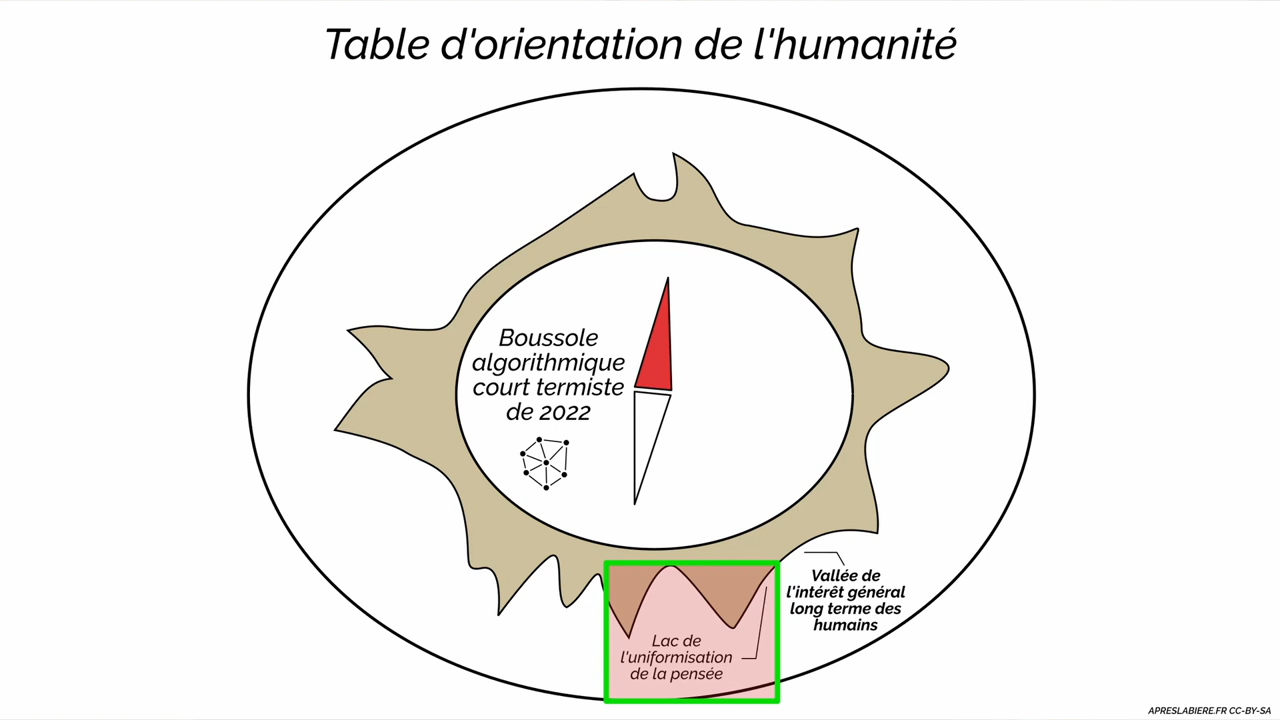 Table d'orientation de l'humanité
Boussole
algorithmique
court termiste
de 2022
Vallée de
l'intérêt général
long terme des
humains
Lac de
l'uniformisation
de la pensée
APRESLABIERE.FR CC-BY-SA